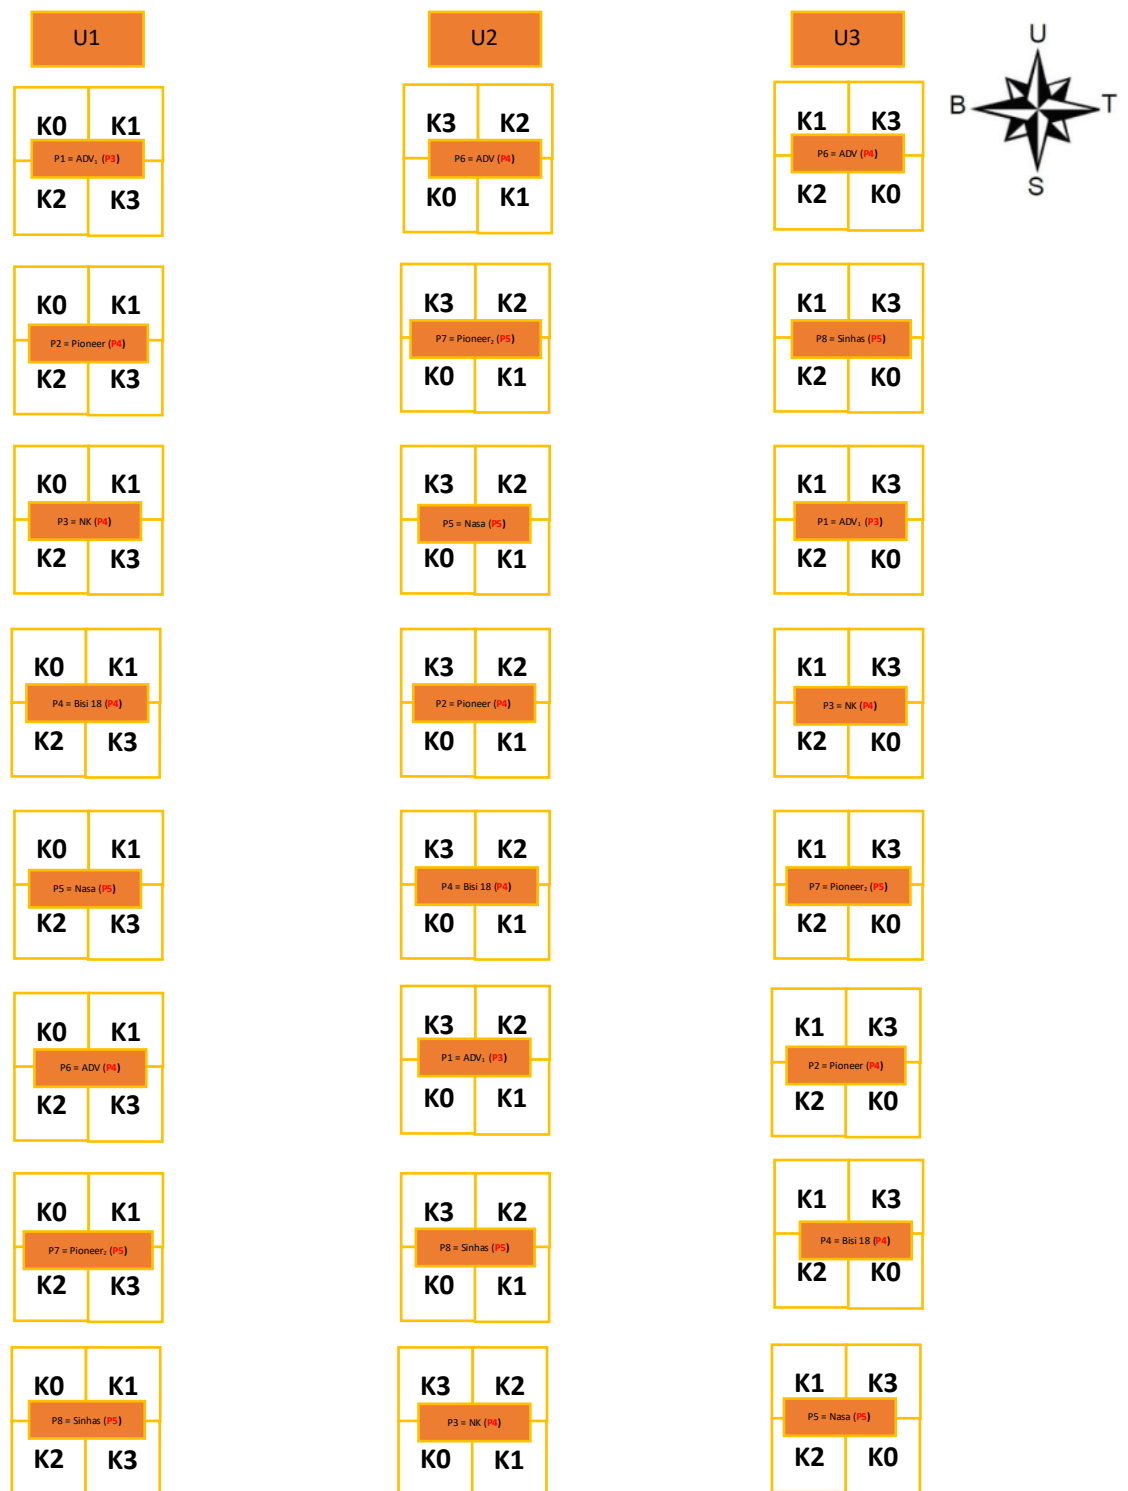 U1 U2 U3
U
B T
S
K0 K1 K3 K2 K1 K3
P1 = ADV₁ (P3) P6 = ADV (P4) P6 = ADV (P4)
K2 K3 K0 K1 K2 K0
K0 K1 K3 K2 K1 K3
P2 = Pioneer (P4) P7 = Pioneer₂ (P5) P8 = Sinhas (P5)
K2 K3 K0 K1 K2 K0
K0 K1 K3 K2 K1 K3
P3 = NK (P4) P5 = Nasa (P5) P1 = ADV₁ (P3)
K2 K3 K0 K1 K2 K0
K0 K1 K3 K2 K1 K3
P4 = Bisi 18 (P4) P2 = Pioneer (P4) P3 = NK (P4)
K2 K3 K0 K1 K2 K0
K0 K1 K3 K2 K1 K3
P5 = Nasa (P5) P4 = Bisi 18 (P4) P7 = Pioneer₂ (P5)
K2 K3 K0 K1 K2 K0
K0 K1 K3 K2 K1 K3
P6 = ADV (P4) P1 = ADV₁ (P3) P2 = Pioneer (P4)
K2 K3 K0 K1 K2 K0
K0 K1 K3 K2 K1 K3
P7 = Pioneer₂ (P5) P8 = Sinhas (P5) P4 = Bisi 18 (P4)
K2 K3 K0 K1 K2 K0
K0 K1 K3 K2 K1 K3
P8 = Sinhas (P5) P3 = NK (P4) P5 = Nasa (P5)
K2 K3 K0 K1 K2 K0